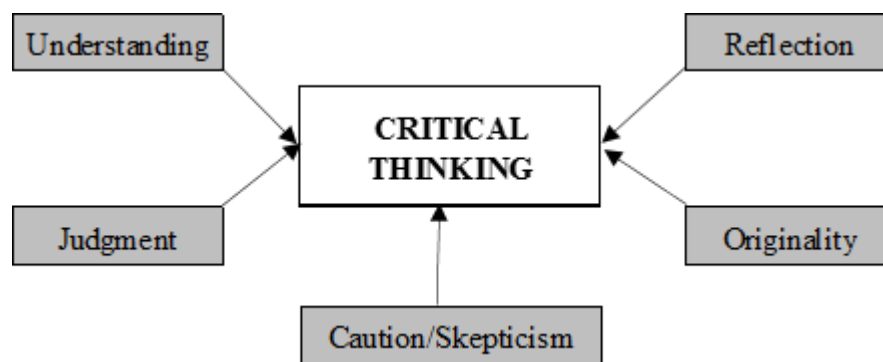 Understanding
Reflection
CRITICAL
THINKING
Judgment
Originality
Caution/Skepticism